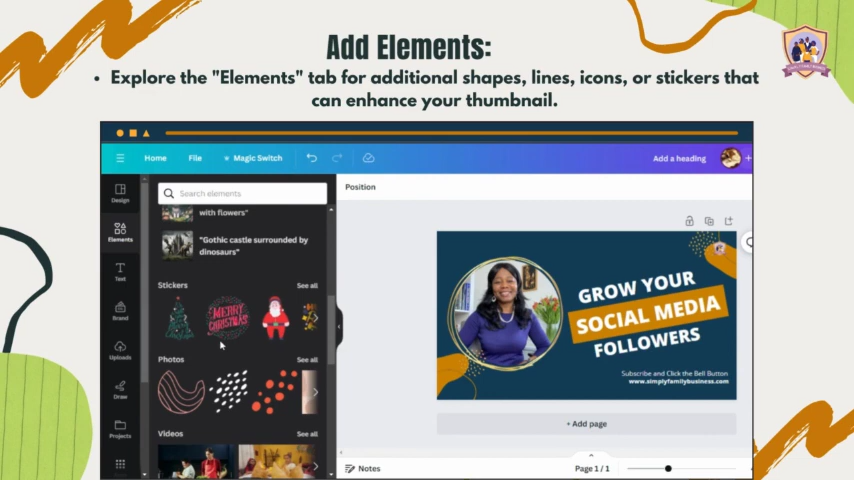 Add Elements:
• Explore the "Elements" tab for additional shapes, lines, icons, or stickers that
can enhance your thumbnail.
Home File Magic Switch Add a heading
Design
Elements
Text
Brand
Uploads
Draw
Projects
Search elements
with flowers"
"Gothic castle surrounded by
dinosaurs"
Stickers See all
MERRY
CHRISTMAS
Photos See all
Videos See all
Position
GROW YOUR
SOCIAL MEDIA
FOLLOWERS
Subscribe and Click the Bell Button
www.simplyfamilybusiness.com
+ Add page
Notes Page 1 / 1